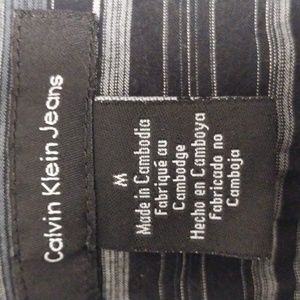 Calvin Klein Jeans
M
Made in Cambodia
Fabriqué au
Cambodge
Hecho en Camboya
Fabricado no
Camboja